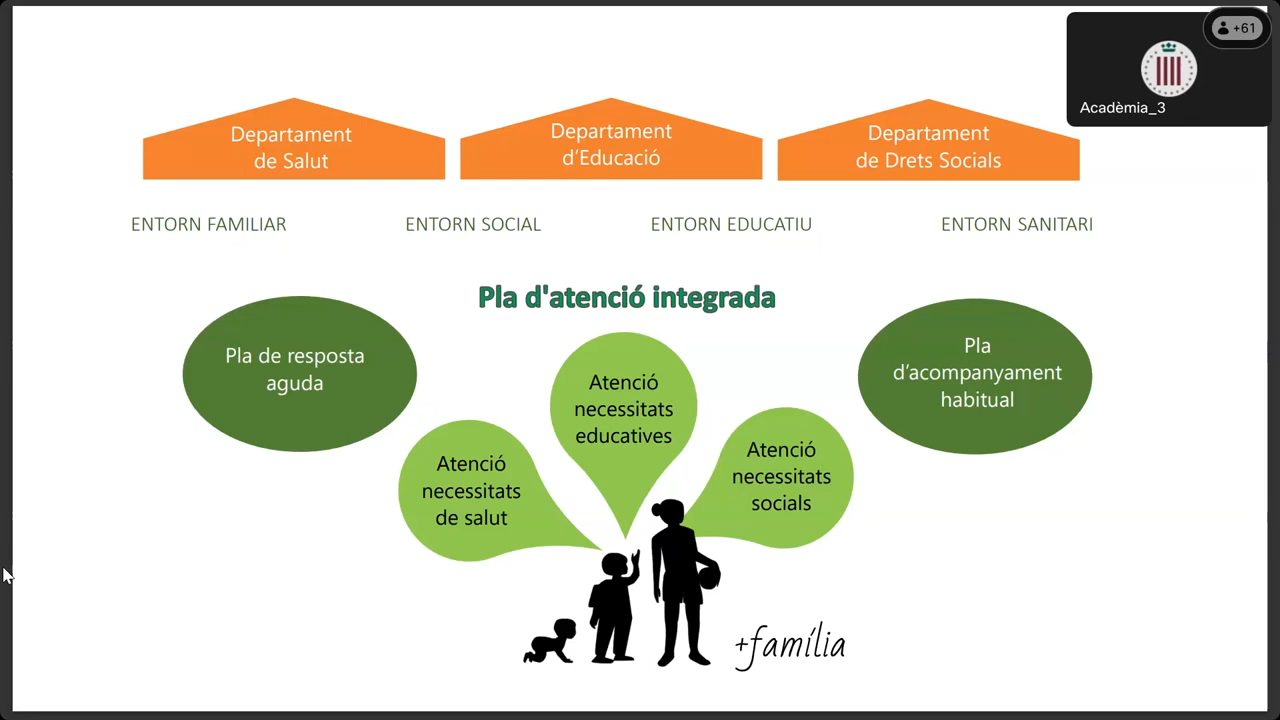 +61
Acadèmia_3
Departament
de Salut
Departament
d'Educació
Departament
de Drets Socials
ENTORN FAMILIAR
ENTORN SOCIAL
ENTORN EDUCATIU
ENTORN SANITARI
Pla d'atenció integrada
Pla de resposta
aguda
Atenció
necessitats
educatives
Pla
d'acompanyament
habitual
Atenció
necessitats
de salut
Atenció
necessitats
socials
+família